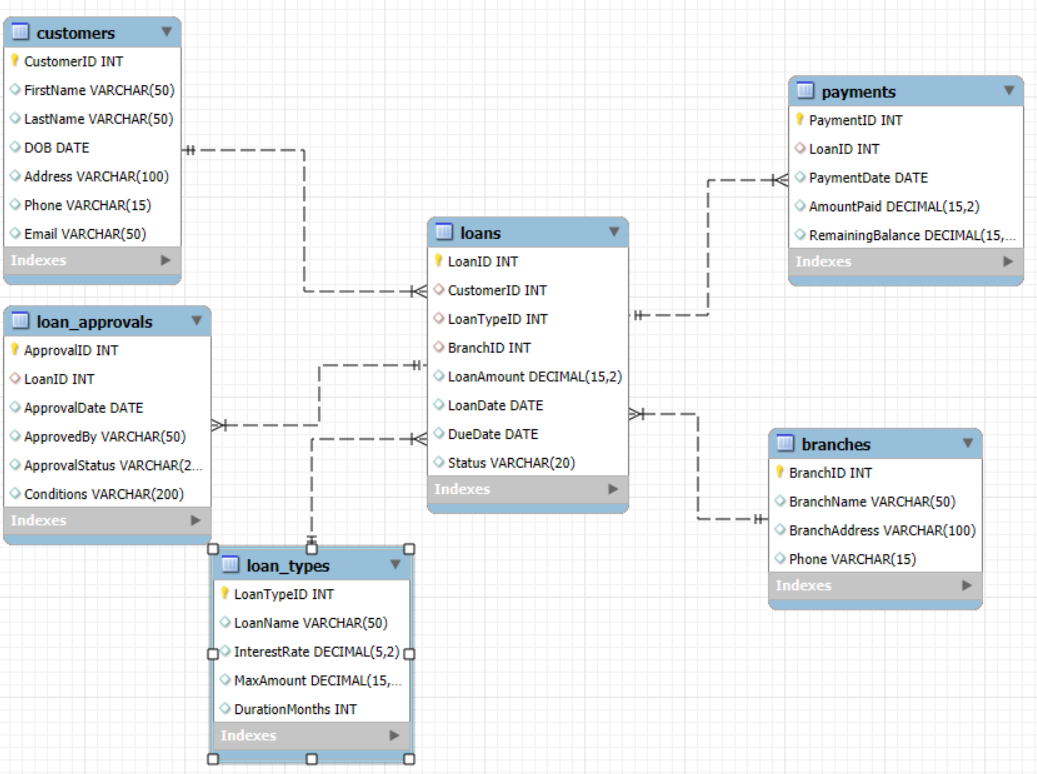 customers
CustomerID INT
FirstName VARCHAR(50)
LastName VARCHAR(50)
DOB DATE
Address VARCHAR(100)
Phone VARCHAR(15)
Email VARCHAR(50)
Indexes
loan_approvals
ApprovalID INT
LoanID INT
ApprovalDate DATE
ApprovedBy VARCHAR(50)
ApprovalStatus VARCHAR(2...
Conditions VARCHAR(200)
Indexes
loan_types
LoanTypeID INT
LoanName VARCHAR(50)
InterestRate DECIMAL(5,2)
MaxAmount DECIMAL(15,...
DurationMonths INT
Indexes
loans
LoanID INT
CustomerID INT
LoanTypeID INT
BranchID INT
LoanAmount DECIMAL(15,2)
LoanDate DATE
DueDate DATE
Status VARCHAR(20)
Indexes
payments
PaymentID INT
LoanID INT
PaymentDate DATE
AmountPaid DECIMAL(15,2)
RemainingBalance DECIMAL(15,...
Indexes
branches
BranchID INT
BranchName VARCHAR(50)
BranchAddress VARCHAR(100)
Phone VARCHAR(15)
Indexes